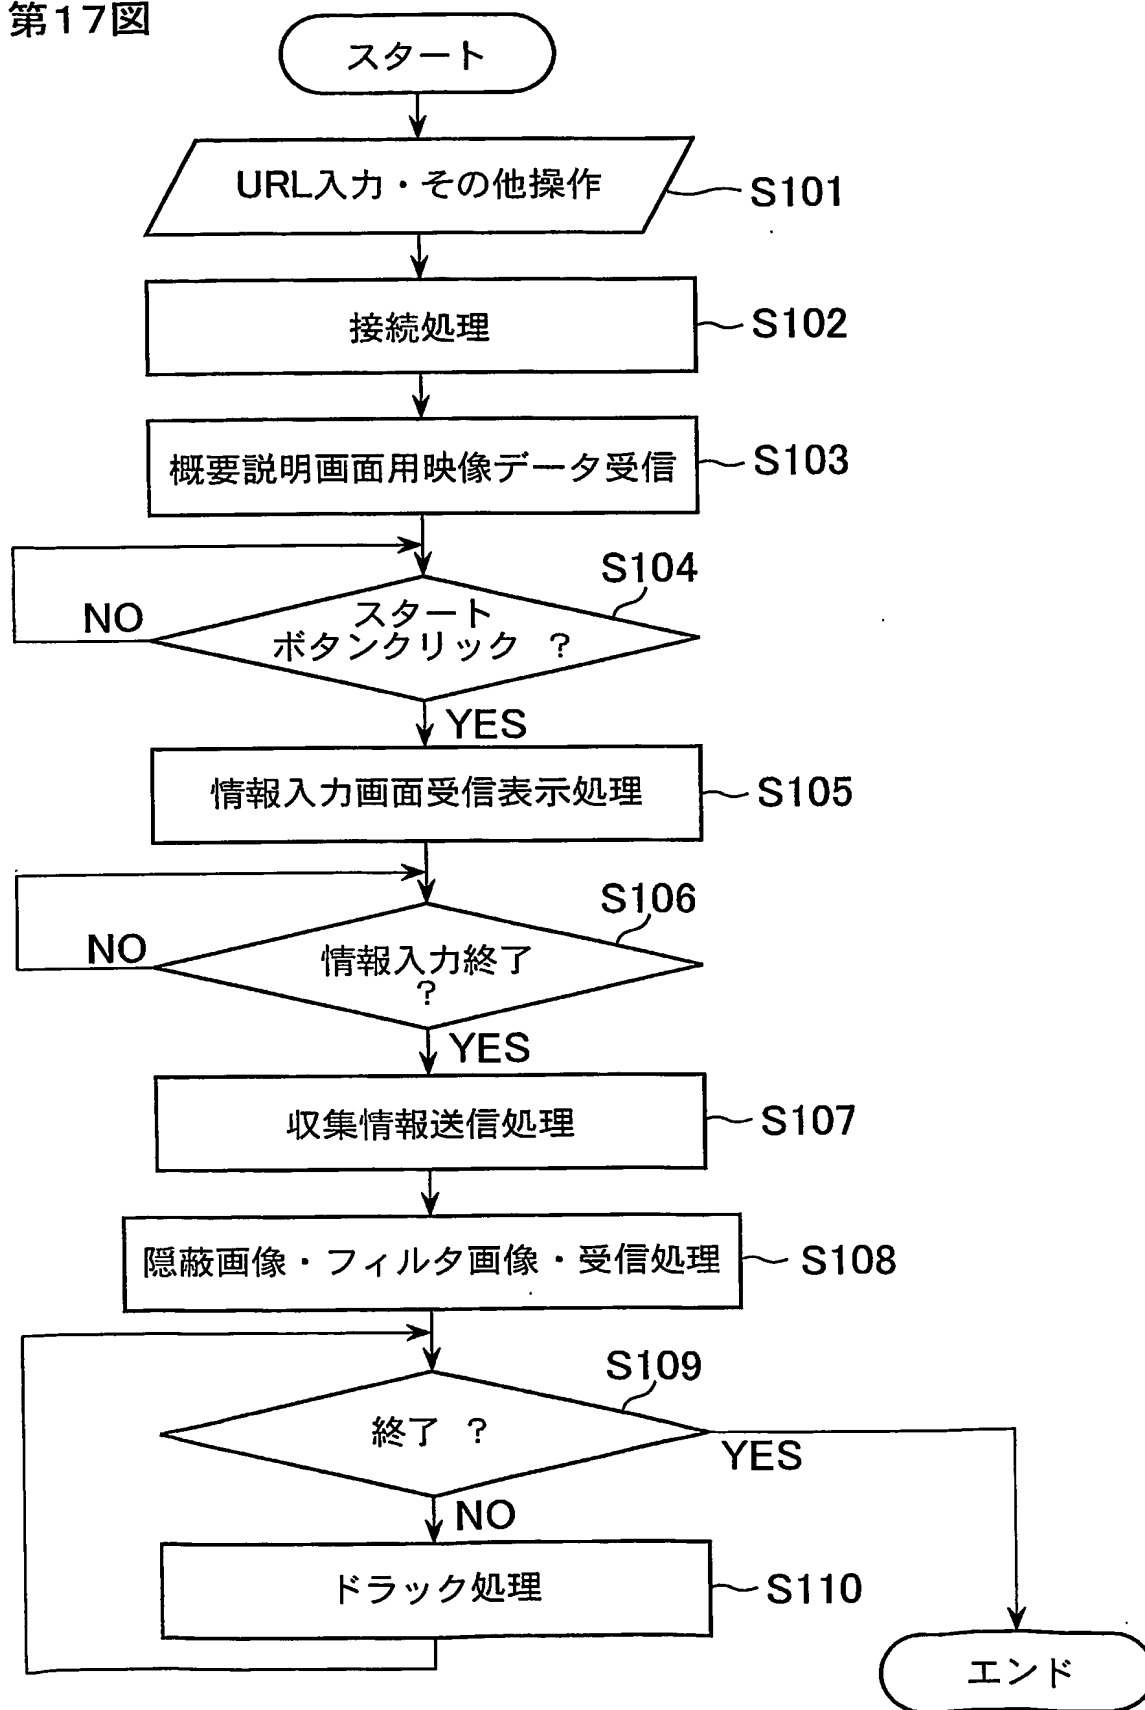 第17図
スタート
URL入力・その他操作
S101
接続処理
S102
概要説明画面用映像データ受信
S103
S104
NO
スタート
ボタンクリック ?
YES
情報入力画面受信表示処理
S105
S106
NO
情報入力終了
?
YES
収集情報送信処理
S107
隠蔽画像・フィルタ画像・受信処理
S108
S109
終了 ?
YES
NO
ドラック処理
S110
エンド